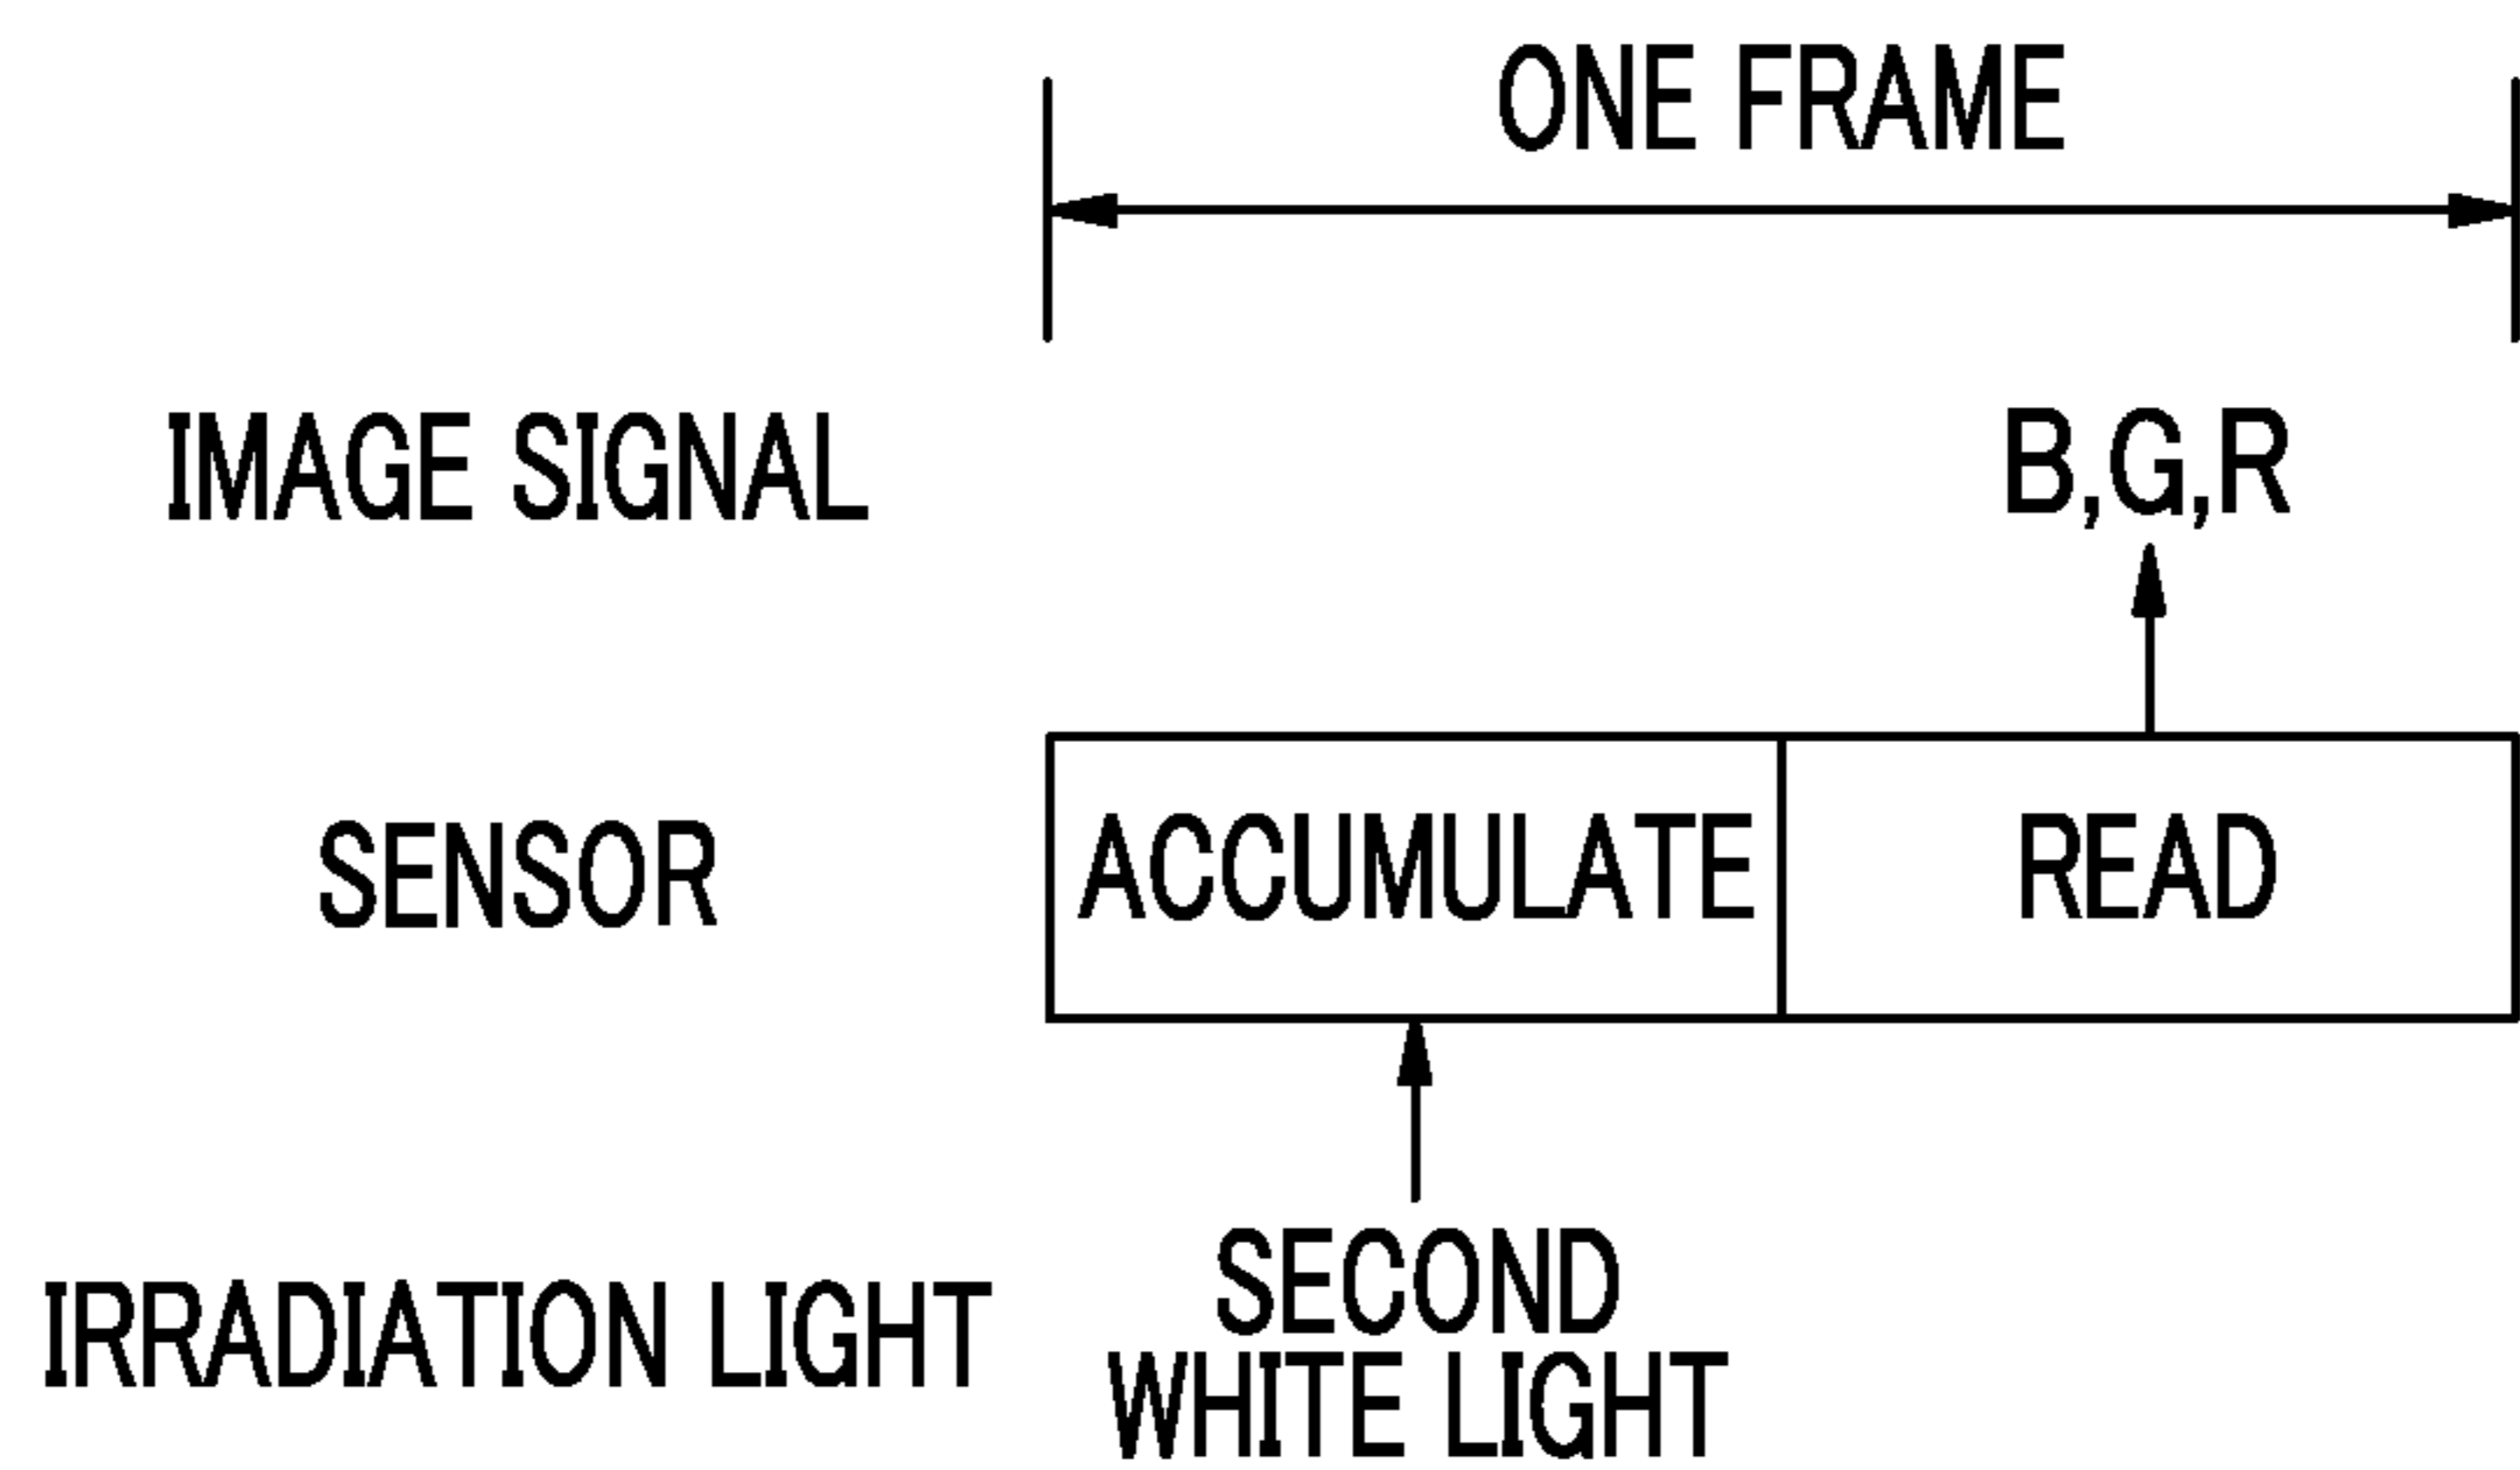 ONE FRAME
IMAGE SIGNAL
B,G,R
SENSOR
ACCUMULATE
READ
IRRADIATION LIGHT
SECOND
WHITE LIGHT